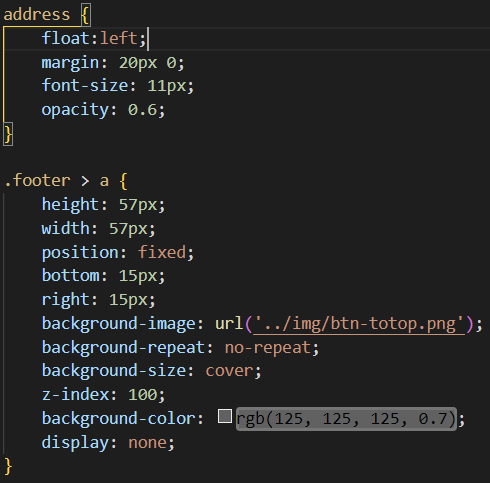 address {
    float:left;
    margin: 20px 0;
    font-size: 11px;
    opacity: 0.6;
}

.footer > a {
    height: 57px;
    width: 57px;
    position: fixed;
    bottom: 15px;
    right: 15px;
    background-image: url('../img/btn-totop.png');
    background-repeat: no-repeat;
    background-size: cover;
    z-index: 100;
    background-color: rgb(125, 125, 125, 0.7);
    display: none;
}